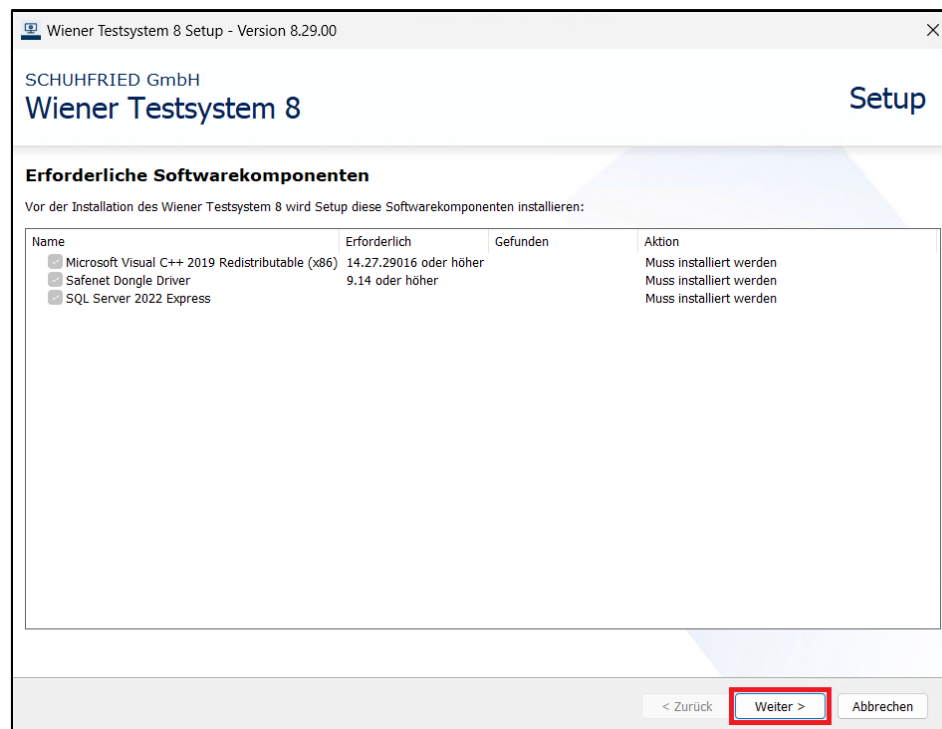 Wiener Testsystem 8 Setup - Version 8.29.00
SCHUHFRIED GmbH
Wiener Testsystem 8
Setup
Erforderliche Softwarekomponenten
Vor der Installation des Wiener Testsystem 8 wird Setup diese Softwarekomponenten installieren:
Name Erforderlich Gefunden Aktion
Microsoft Visual C++ 2019 Redistributable (x86) 14.27.29016 oder höher Muss installiert werden
Safenet Dongle Driver 9.14 oder höher Muss installiert werden
SQL Server 2022 Express Muss installiert werden
< Zurück Weiter > Abbrechen